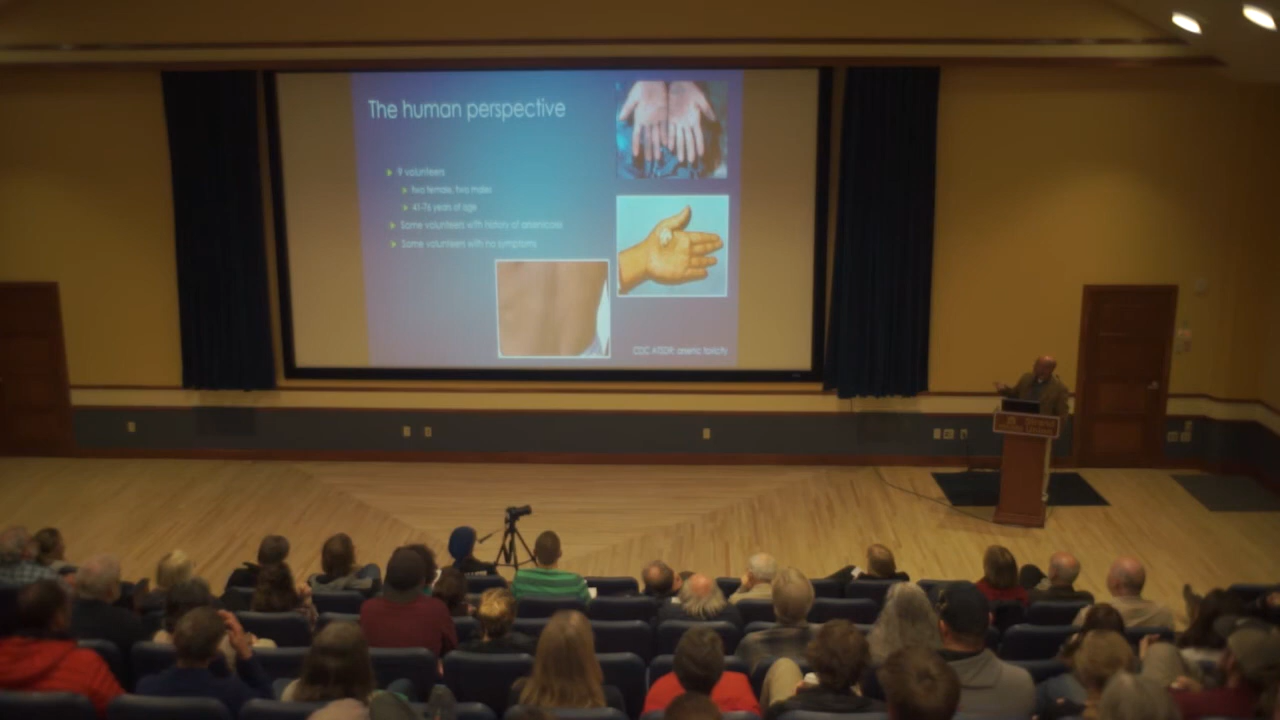 The human perspective
9 volunteers
two female, two males
41-76 years of age
Some volunteers with history of arsenicosis
Some volunteers with no symptoms
CDC ATSDR: arsenic toxicity